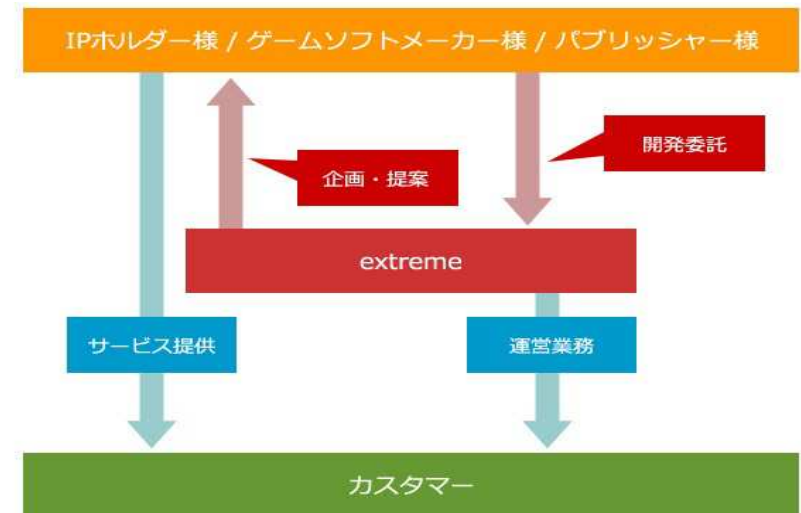 IPホルダー様 / ゲームソフトメーカー様 / パブリッシャー様
開発委託
企画・提案
extreme
サービス提供
運営業務
カスタマー